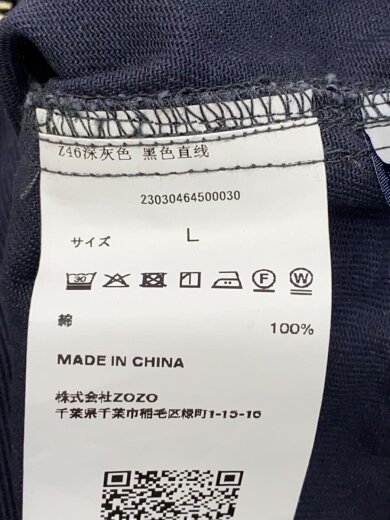 Z46深灰色 黑色直线
23030464500030
サイズ L
30 F W
綿 100%
MADE IN CHINA
株式会社ZOZO
千葉県千葉市稲毛区緑町1-15-16